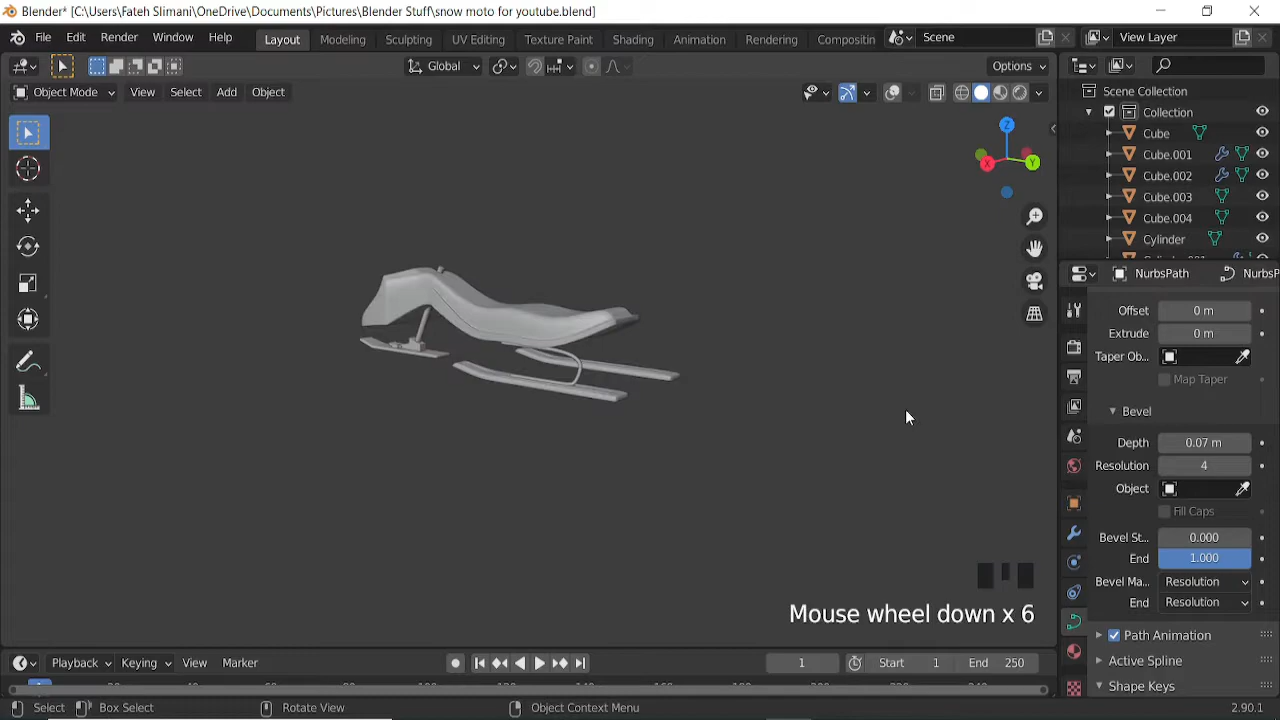 Blender* [C:\Users\Fateh Slimani\OneDrive\Documents\Pictures\Blender Stuff\snow moto for youtube.blend]
File Edit Render Window Help Layout Modeling Sculpting UV Editing Texture Paint Shading Animation Rendering Compositin Scene View Layer
Global Options
Object Mode View Select Add Object
Scene Collection
Collection
Cube
Cube.001
Cube.002
Cube.003
Cube.004
Cylinder
NurbsPath NurbsP
Z
X Y
Offset 0 m
Extrude 0 m
Taper Ob...
Map Taper
Bevel
Depth 0.07 m
Resolution 4
Object
Fill Caps
Bevel St... 0.000
End 1.000
Bevel Ma... Resolution
End Resolution
Mouse wheel down x 6
Path Animation
Active Spline
Shape Keys
Playback Keying View Marker 1 Start 1 End 250
Select Box Select Rotate View Object Context Menu 2.90.1